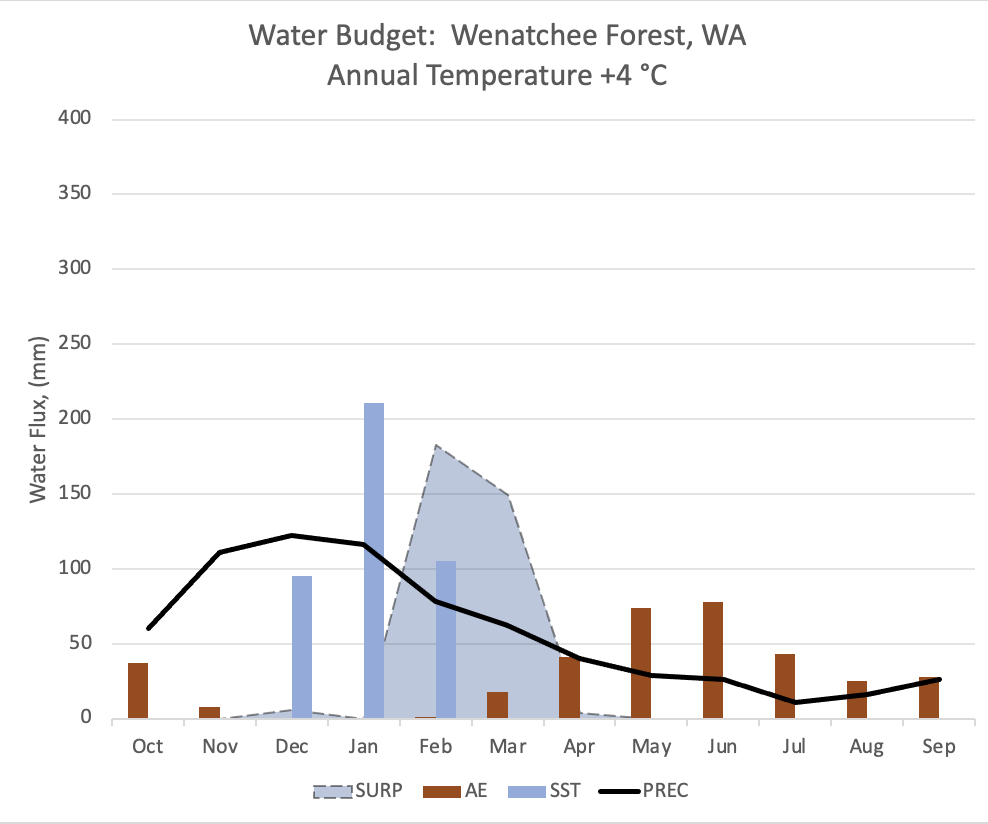 Water Budget:  Wenatchee Forest, WA
Annual Temperature +4 °C
400
350
300
250
200
150
100
50
0
Water Flux, (mm)
Oct Nov Dec Jan Feb Mar Apr May Jun Jul Aug Sep
SURP AE SST PREC